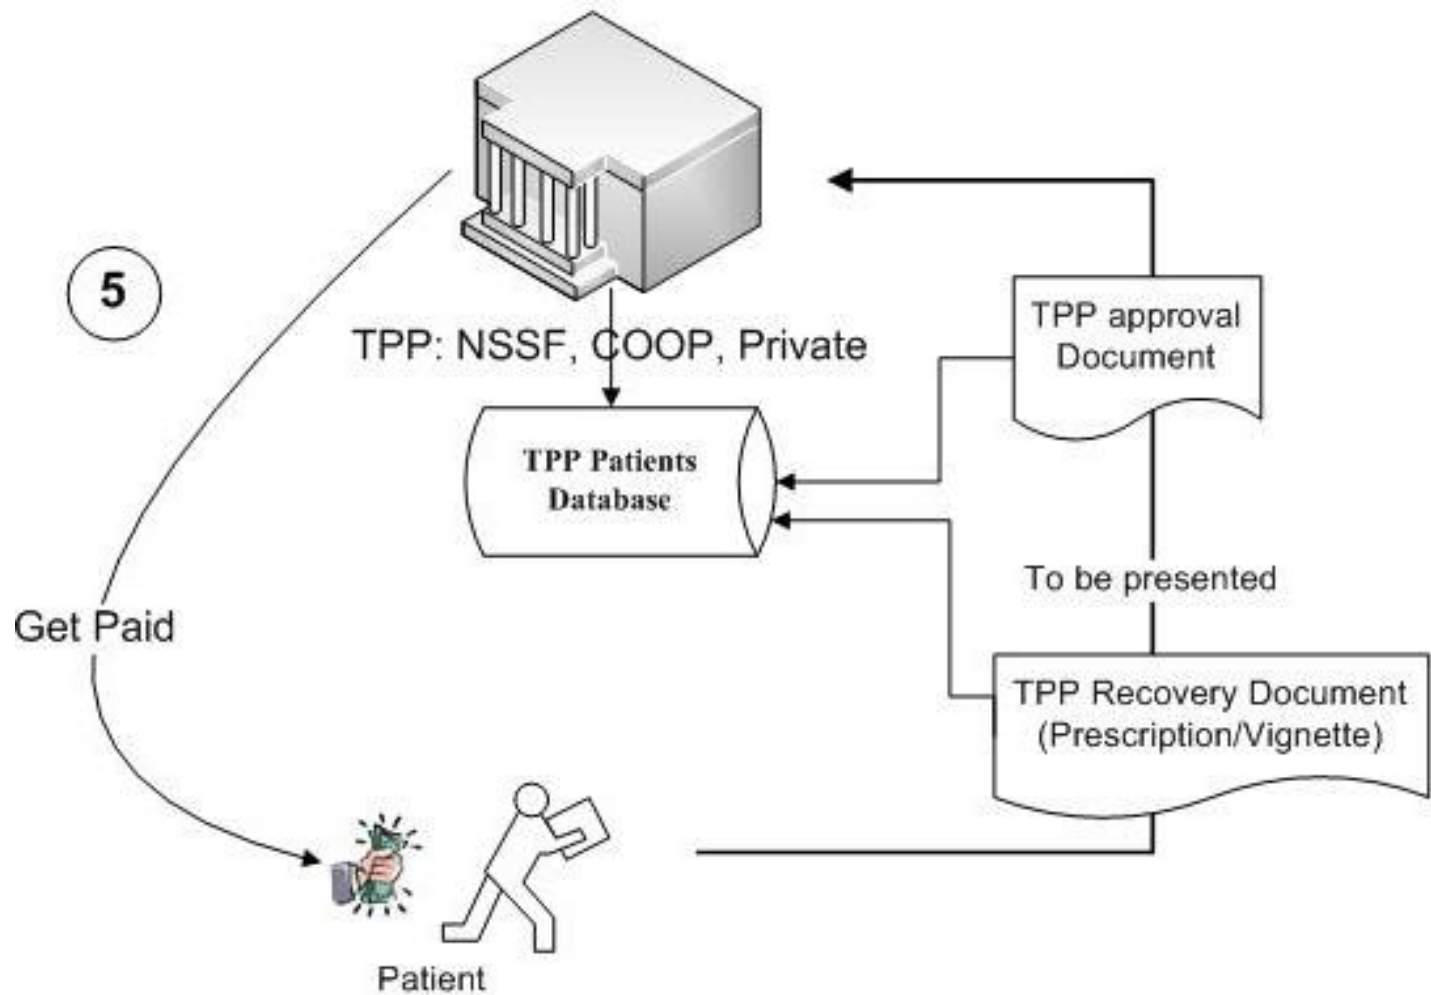 5
TPP: NSSF, COOP, Private
TPP approval
Document
TPP Patients
Database
To be presented
Get Paid
TPP Recovery Document
(Prescription/Vignette)
Patient